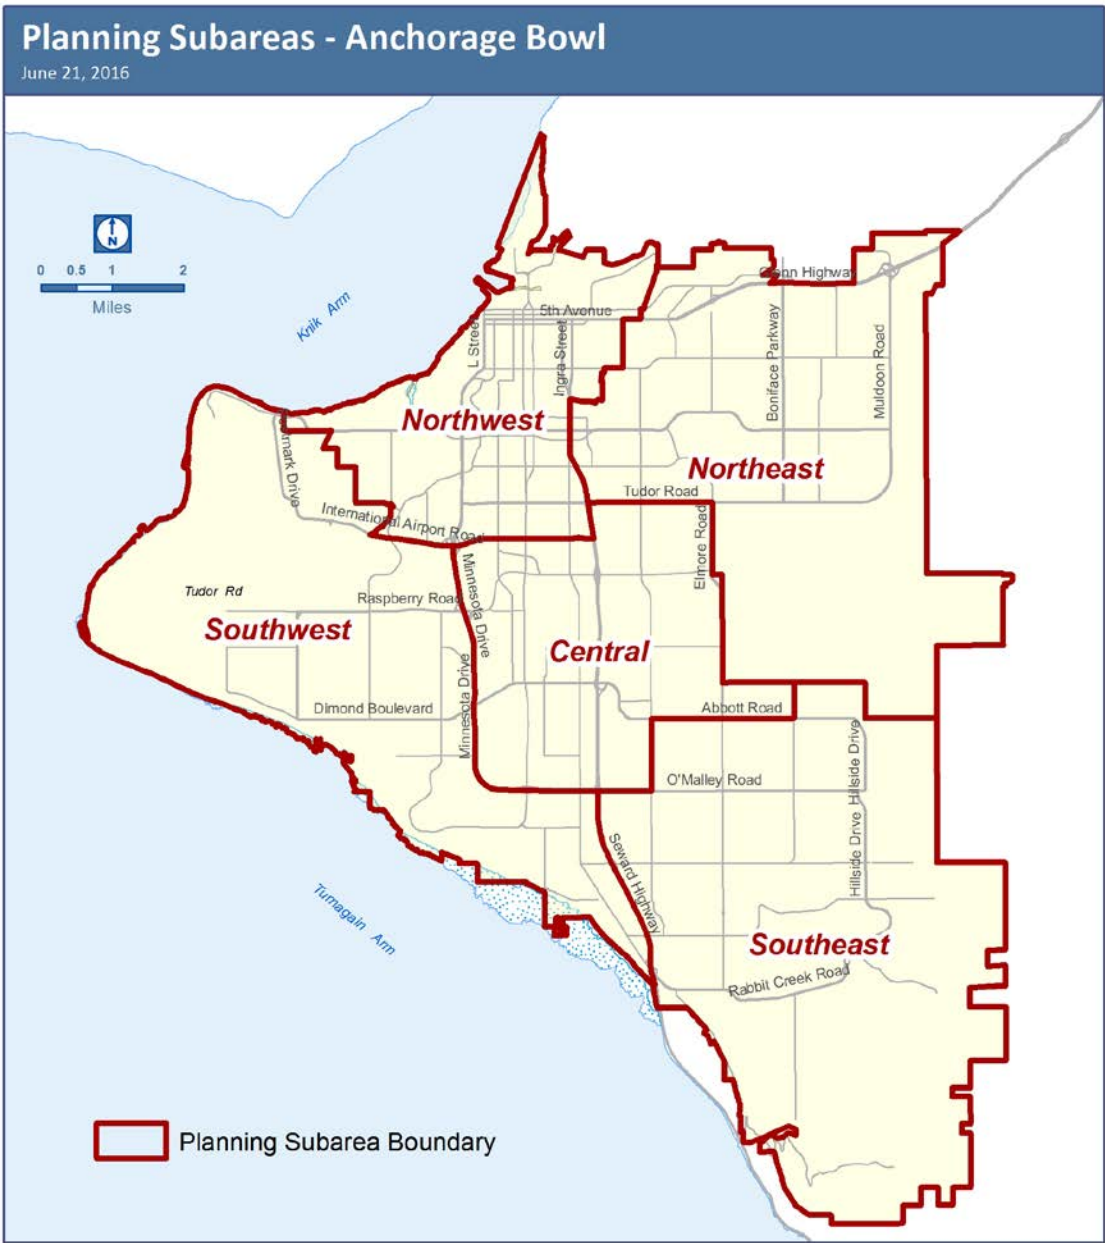 Planning Subareas - Anchorage Bowl
June 21, 2016
N
0 0.5 1 2
Miles
Knik Arm
Glenn Highway
5th Avenue
L Street
Ingra Street
Boniface Parkway
Muldoon Road
Northwest
Northeast
Drive
Tudor Road
International Airport Road
Elmore Road
Minnesota Drive
Tudor Rd
Raspberry Road
Southwest
Central
Minnesota Drive
Dimond Boulevard
Abbott Road
Hillside Drive
O'Malley Road
Hillside Drive
Seward Highway
Turnagain Arm
Southeast
Rabbit Creek Road
Planning Subarea Boundary